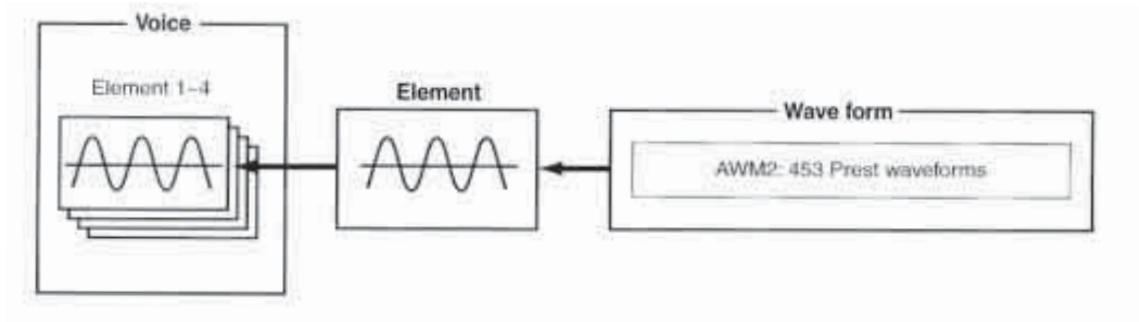 Voice
Element 1–4
Element
Wave form
AWM2: 453 Prest waveforms